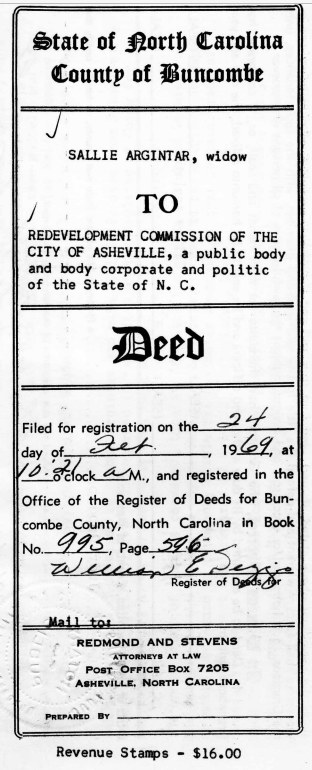 State of North Carolina
County of Buncombe
SALLIE ARGINTAR, widow
TO
REDEVELOPMENT COMMISSION OF THE
CITY OF ASHEVILLE, a public body
and body corporate and politic
of the State of N. C.
Deed
Filed for registration on the 24
day of Feb. , 1969, at
10:21 o'clock a M., and registered in the
Office of the Register of Deeds for Bun-
combe County, North Carolina in Book
No. 995, Page 596
William E
Register of Deeds for
Mail to:
REDMOND AND STEVENS
ATTORNEYS AT LAW
POST OFFICE BOX 7205
ASHEVILLE, NORTH CAROLINA
PREPARED BY
Revenue Stamps - $16.00